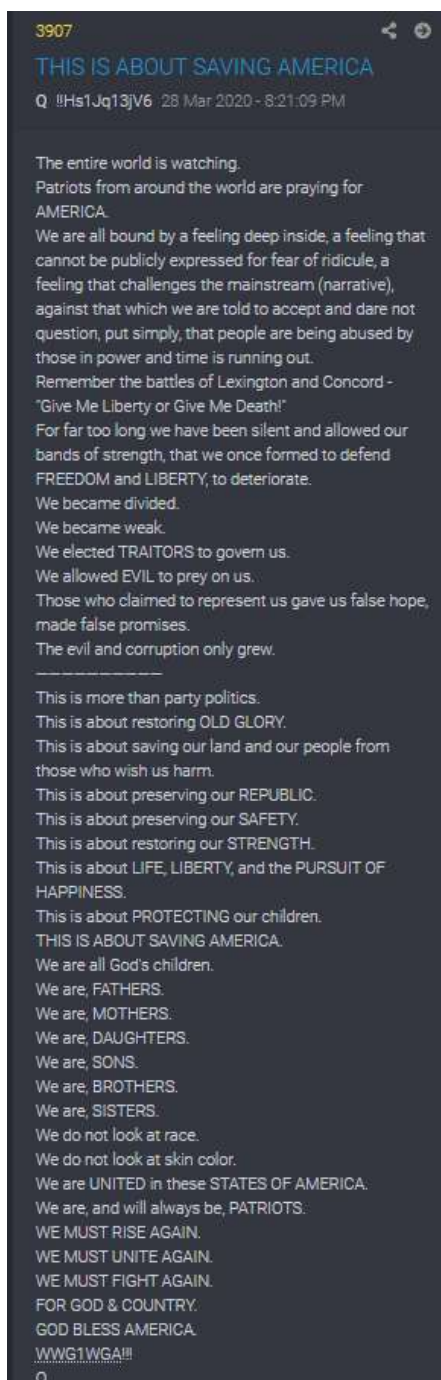 3907
THIS IS ABOUT SAVING AMERICA
Q !!Hs1Jq13jV6 28 Mar 2020 - 8:21:09 PM
The entire world is watching.
Patriots from around the world are praying for
AMERICA.
We are all bound by a feeling deep inside, a feeling that
cannot be publicly expressed for fear of ridicule, a
feeling that challenges the mainstream (narrative),
against that which we are told to accept and dare not
question, put simply, that people are being abused by
those in power and time is running out.
Remember the battles of Lexington and Concord -
"Give Me Liberty or Give Me Death!"
For far too long we have been silent and allowed our
bands of strength, that we once formed to defend
FREEDOM and LIBERTY, to deteriorate.
We became divided.
We became weak.
We elected TRAITORS to govern us.
We allowed EVIL to prey on us.
Those who claimed to represent us gave us false hope,
made false promises.
The evil and corruption only grew.
——————————
This is more than party politics.
This is about restoring OLD GLORY.
This is about saving our land and our people from
those who wish us harm.
This is about preserving our REPUBLIC.
This is about preserving our SAFETY.
This is about restoring our STRENGTH.
This is about LIFE, LIBERTY, and the PURSUIT OF
HAPPINESS.
This is about PROTECTING our children.
THIS IS ABOUT SAVING AMERICA.
We are all God's children.
We are, FATHERS.
We are, MOTHERS.
We are, DAUGHTERS.
We are, SONS.
We are, BROTHERS.
We are, SISTERS.
We do not look at race.
We do not look at skin color.
We are UNITED in these STATES OF AMERICA.
We are, and will always be, PATRIOTS.
WE MUST RISE AGAIN.
WE MUST UNITE AGAIN.
WE MUST FIGHT AGAIN.
FOR GOD & COUNTRY.
GOD BLESS AMERICA.
WWG1WGA!!!
Q